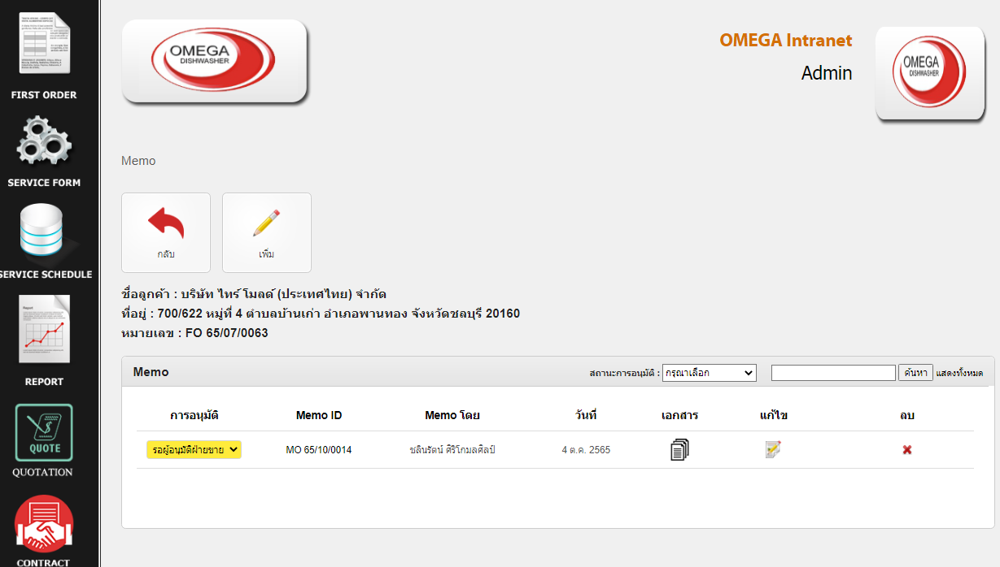 FIRST ORDER
SERVICE FORM
SERVICE SCHEDULE
Report
REPORT
QUOTE
QUOTATION
CONTRACT
OMEGA
DISHWASHER
OMEGA Intranet
Admin
OMEGA
DISHWASHER
Memo
กลับ
เพิ่ม
ชื่อลูกค้า : บริษัท ไทร์ โมลด์ (ประเทศไทย) จำกัด
ที่อยู่ : 700/622 หมู่ที่ 4 ตำบลบ้านเก่า อำเภอพานทอง จังหวัดชลบุรี 20160
หมายเลข : FO 65/07/0063
Memo สถานะการอนุมัติ : กรุณาเลือก ค้นหา แสดงทั้งหมด
การอนุมัติ Memo ID Memo โดย วันที่ เอกสาร แก้ไข ลบ
รอผู้อนุมัติฝ่ายขาย MO 65/10/0014 ชลินรัตน์ ศิริโกมลศิลป์ 4 ต.ค. 2565